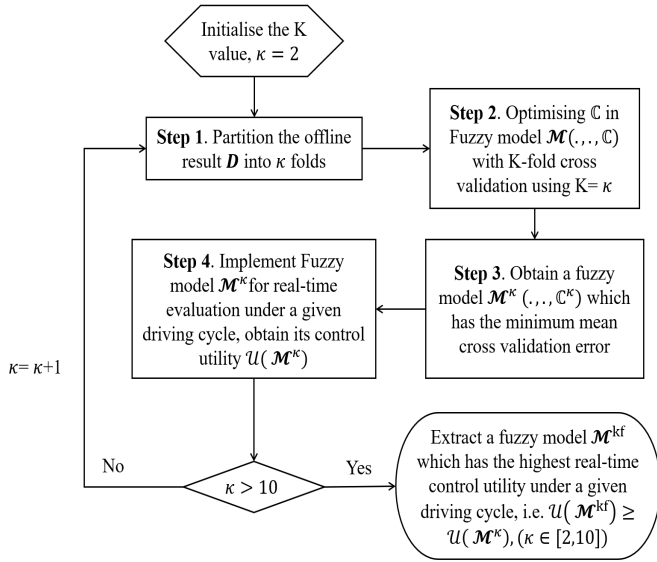 Initialise the K
value, κ = 2
Step 1. Partition the offline
result D into κ folds
Step 2. Optimising ℂ in
Fuzzy model ℳ(.,., ℂ)
with K-fold cross
validation using K= κ
Step 3. Obtain a fuzzy
model ℳ^κ (.,., ℂ^κ) which
has the minimum mean
cross validation error
Step 4. Implement Fuzzy
model ℳ^κ for real-time
evaluation under a given
driving cycle, obtain its control
utility 𝒰( ℳ^κ)
κ= κ+1
No
κ > 10
Yes
Extract a fuzzy model ℳ^kf
which has the highest real-time
control utility under a given
driving cycle, i.e. 𝒰( ℳ^kf) ≥
𝒰( ℳ^κ), (κ ∈ [2,10])